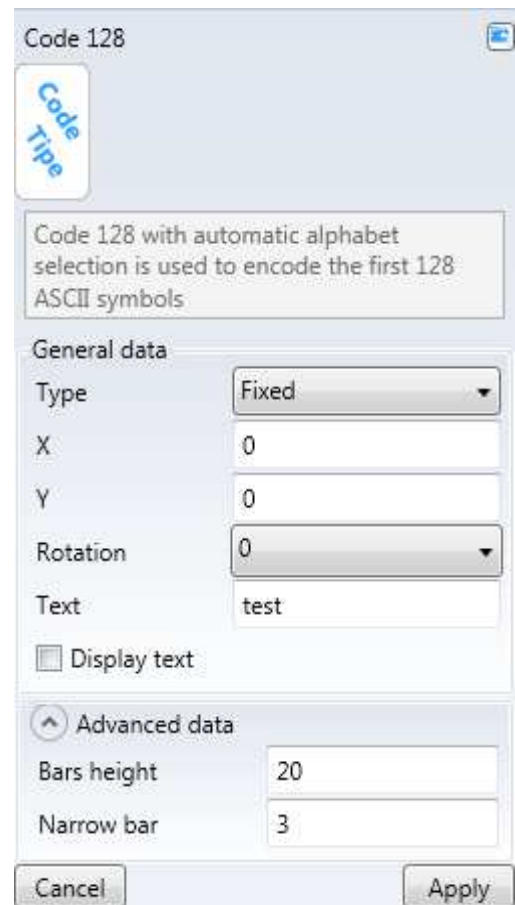 Code 128
Code
Tipe
Code 128 with automatic alphabet
selection is used to encode the first 128
ASCII symbols
General data
Type Fixed
X 0
Y 0
Rotation 0
Text test
Display text
Advanced data
Bars height 20
Narrow bar 3
Cancel Apply